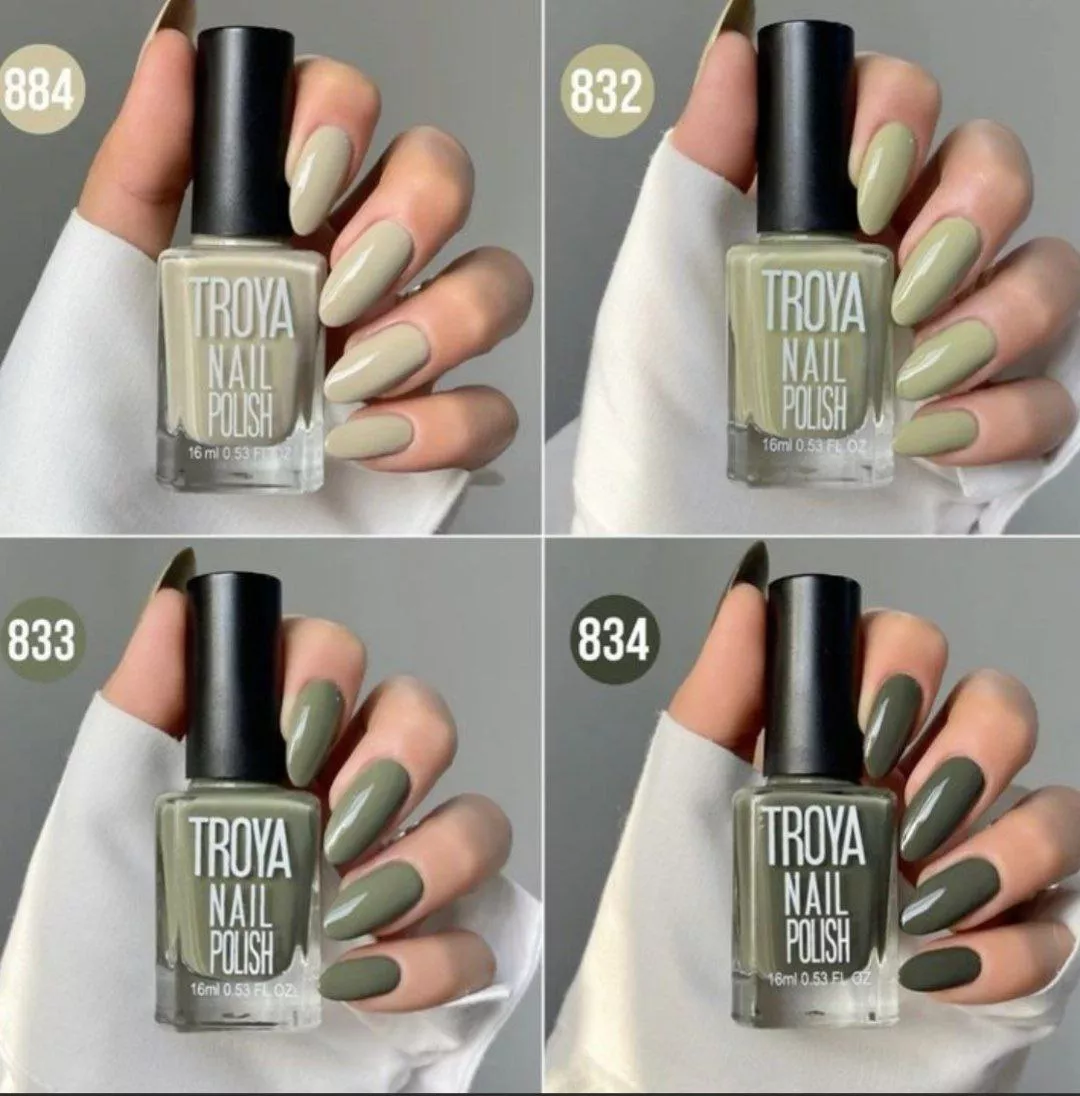 884
TROYA
NAIL
POLISH
16 ml 0.53 FL OZ
832
TROYA
NAIL
POLISH
16ml 0.53 FL OZ
833
TROYA
NAIL
POLISH
16ml 0.53 FL OZ
834
TROYA
NAIL
POLISH
16ml 0.53 FL OZ